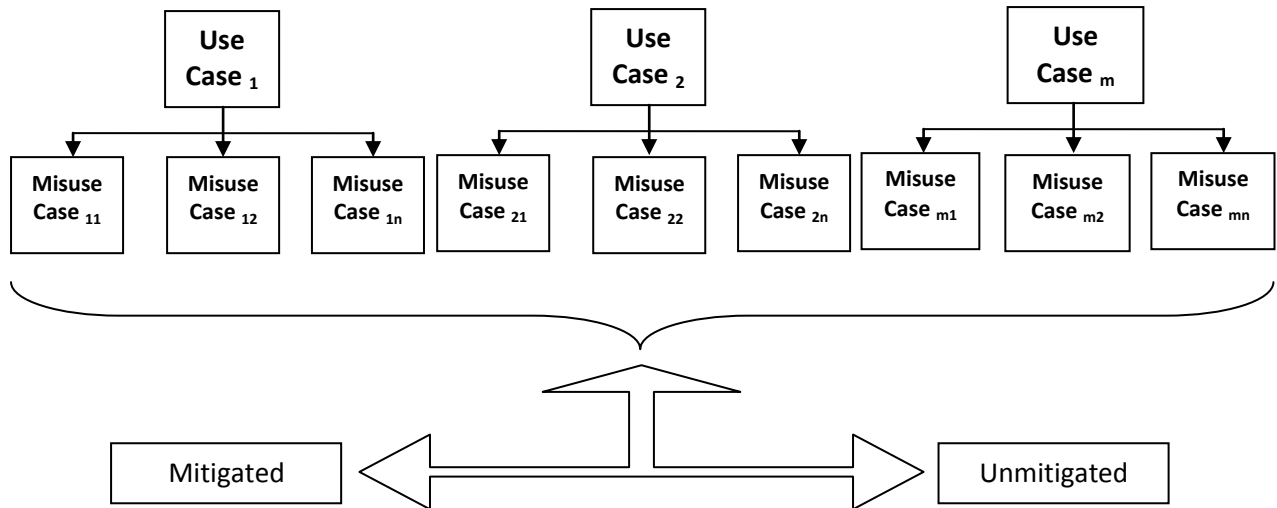 Use
Case 1
Use
Case 2
Use
Case m
Misuse
Case 11
Misuse
Case 12
Misuse
Case 1n
Misuse
Case 21
Misuse
Case 22
Misuse
Case 2n
Misuse
Case m1
Misuse
Case m2
Misuse
Case mn
Mitigated
Unmitigated